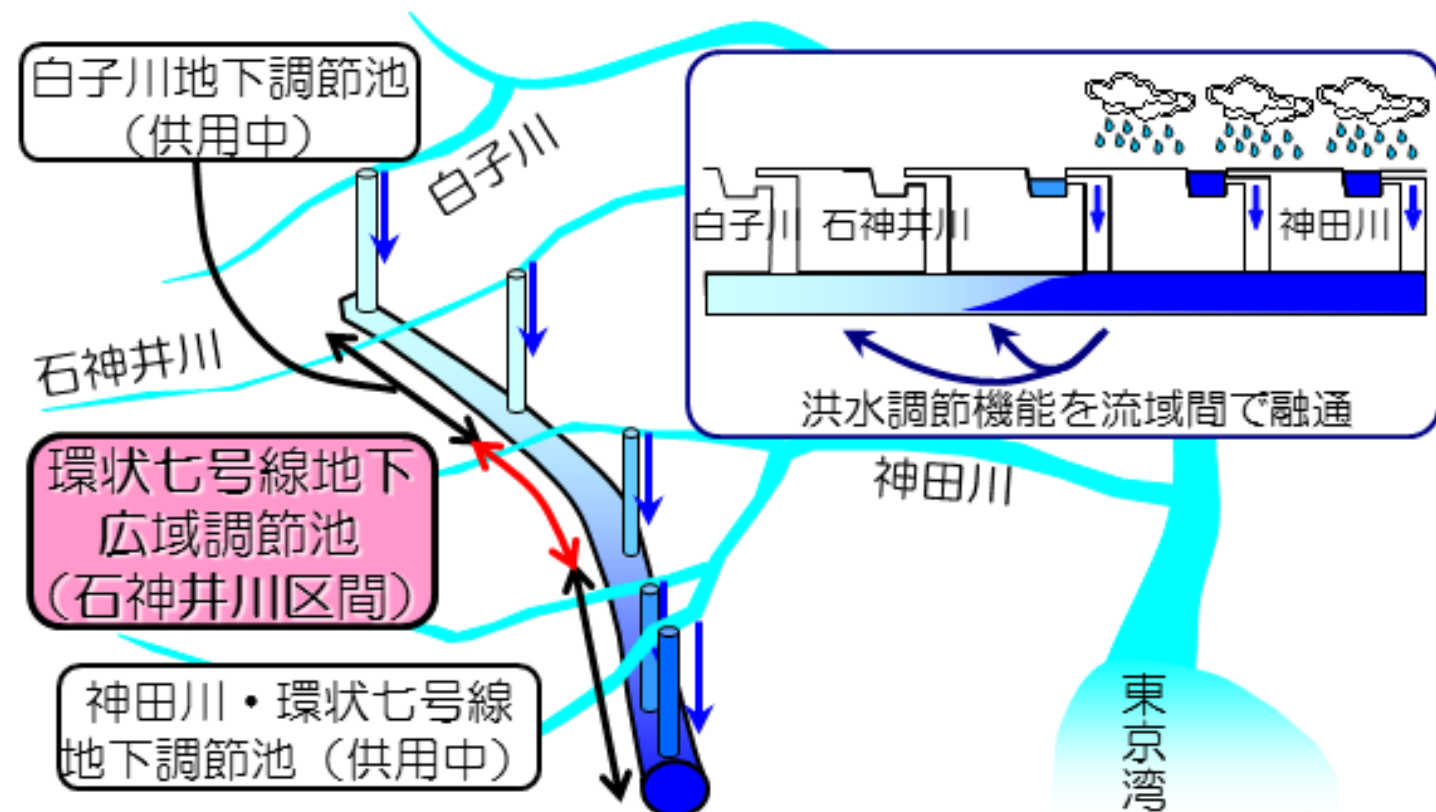 白子川地下調節池
（供用中）
白子川
石神井川
環状七号線地下
広域調節池
（石神井川区間）
神田川・環状七号線
地下調節池（供用中）
白子川
石神井川
神田川
洪水調節機能を流域間で融通
神田川
東京湾